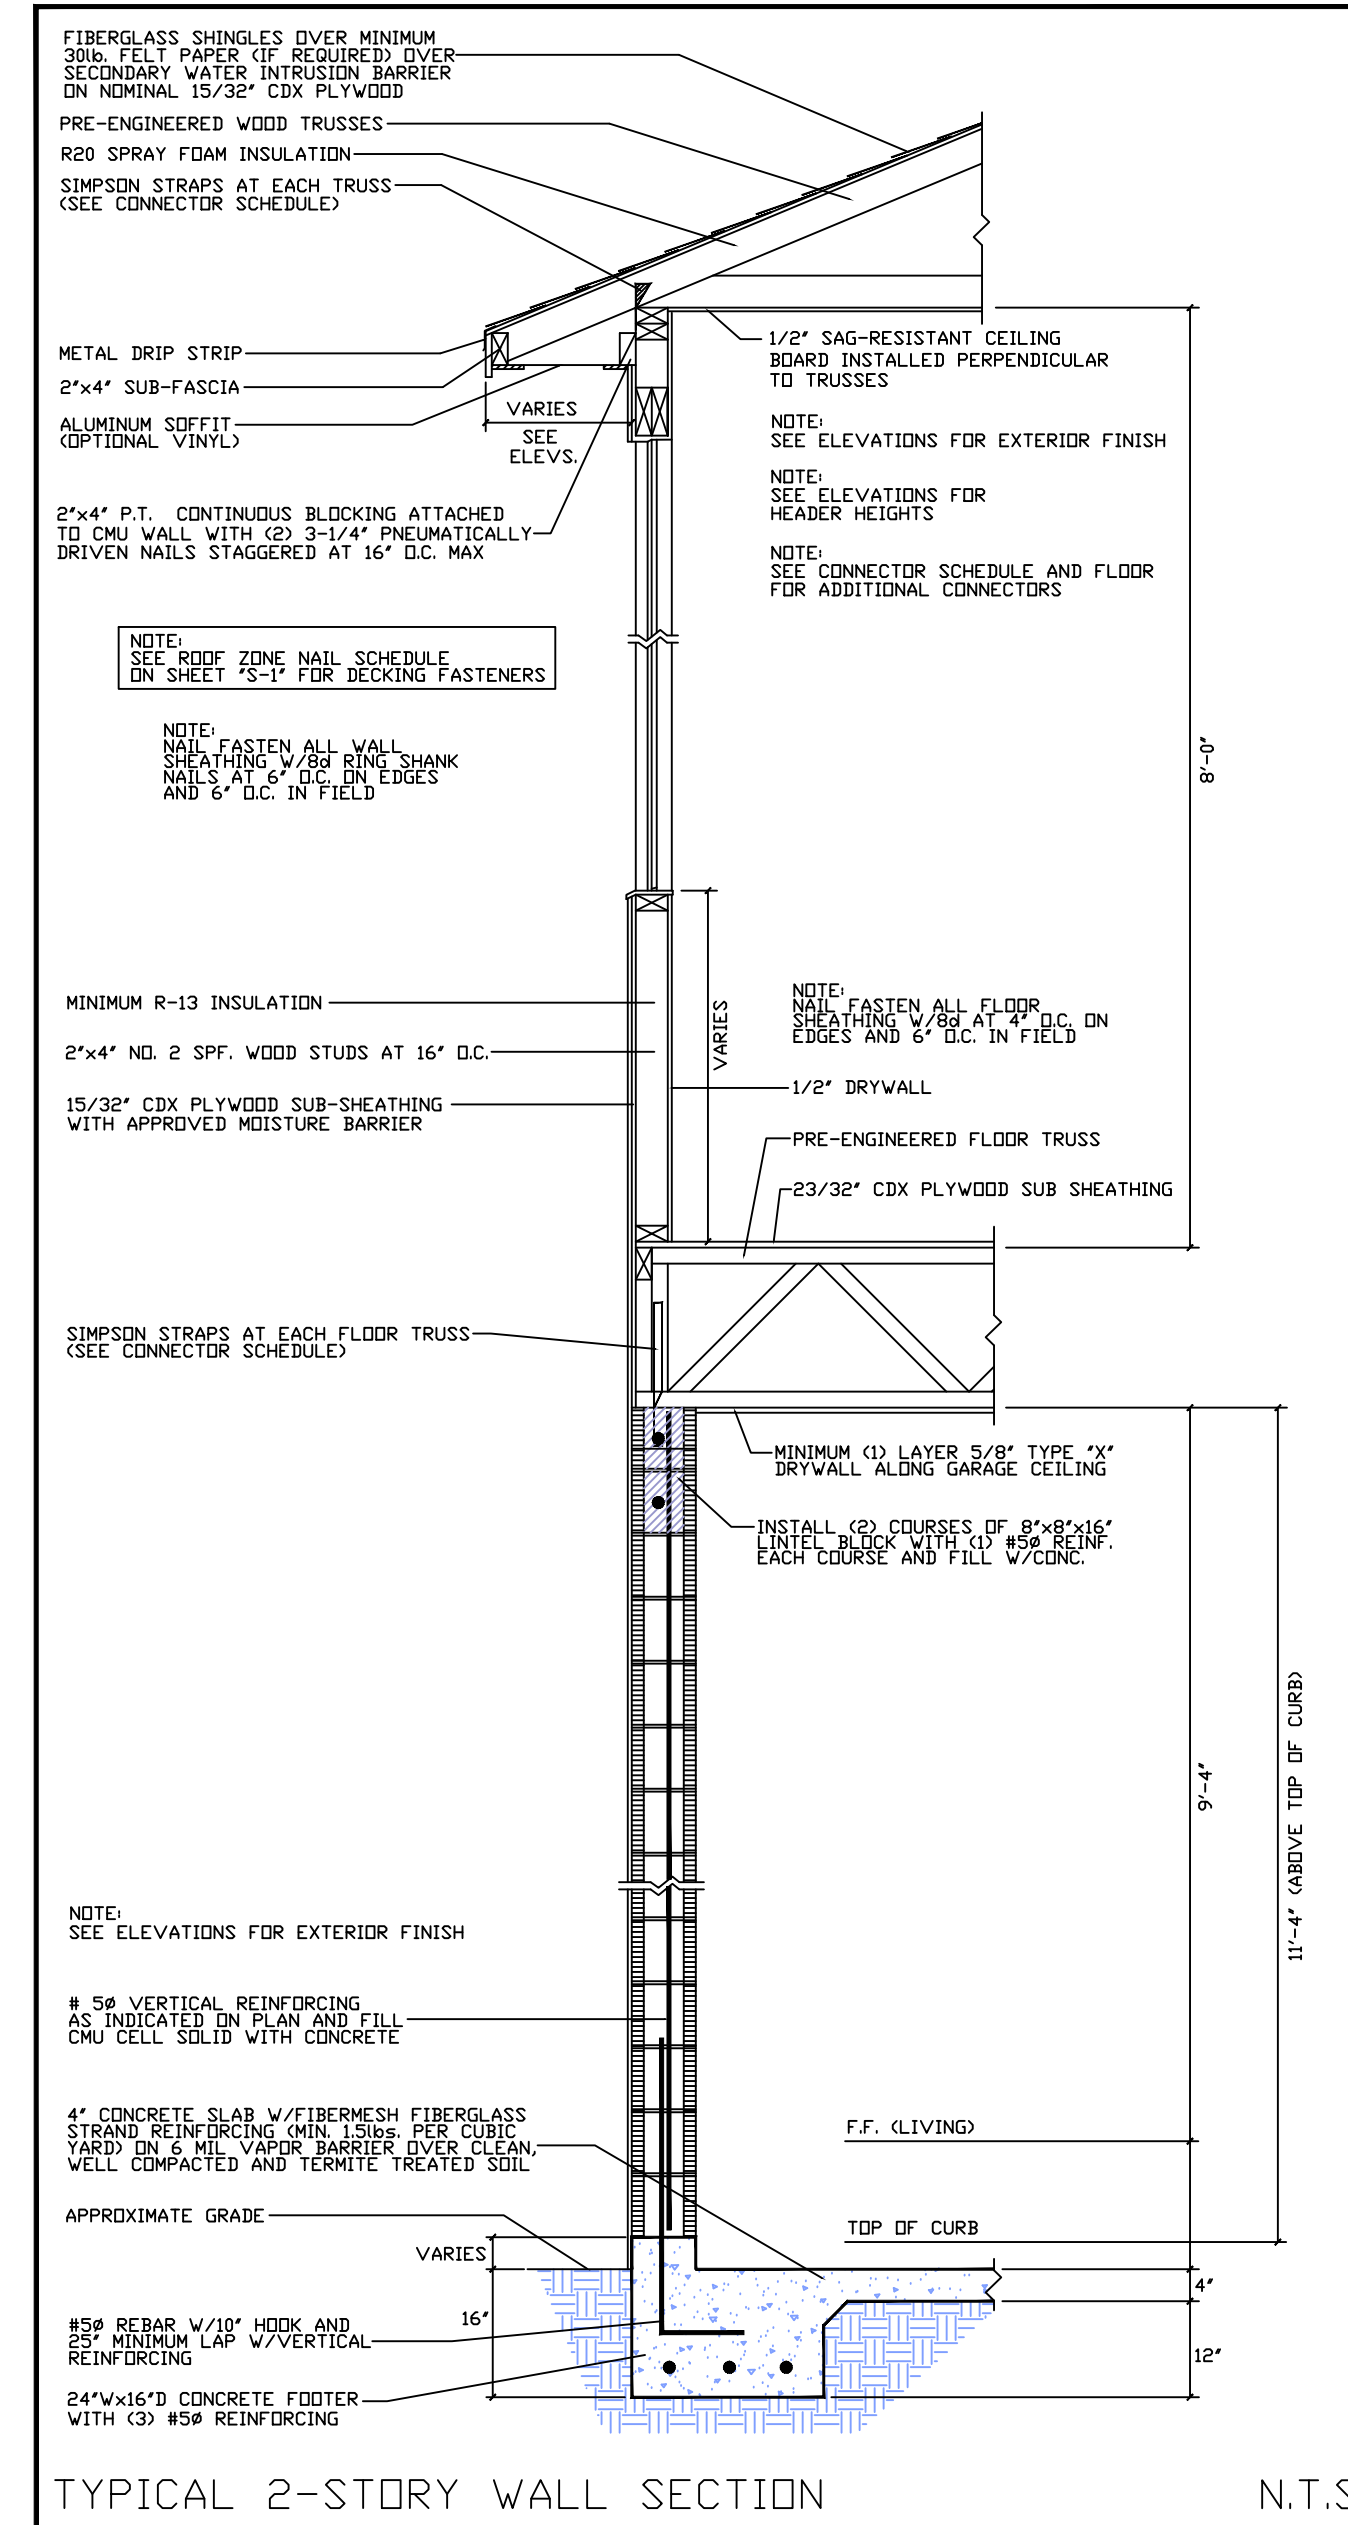 FIBERGLASS SHINGLES OVER MINIMUM
30lb. FELT PAPER (IF REQUIRED) OVER
SECONDARY WATER INTRUSION BARRIER
ON NOMINAL 15/32" CDX PLYWOOD
PRE-ENGINEERED WOOD TRUSSES
R20 SPRAY FOAM INSULATION
SIMPSON STRAPS AT EACH TRUSS
(SEE CONNECTOR SCHEDULE)
METAL DRIP STRIP
2"x4" SUB-FASCIA
ALUMINUM SOFFIT
(OPTIONAL VINYL)
VARIES
SEE
ELEVS.
2"x4" P.T. CONTINUOUS BLOCKING ATTACHED
TO CMU WALL WITH (2) 3-1/4" PNEUMATICALLY
DRIVEN NAILS STAGGERED AT 16" O.C. MAX
1/2" SAG-RESISTANT CEILING
BOARD INSTALLED PERPENDICULAR
TO TRUSSES
NOTE:
SEE ELEVATIONS FOR EXTERIOR FINISH
NOTE:
SEE ELEVATIONS FOR
HEADER HEIGHTS
NOTE:
SEE CONNECTOR SCHEDULE AND FLOOR
FOR ADDITIONAL CONNECTORS
NOTE:
SEE ROOF ZONE NAIL SCHEDULE
ON SHEET "S-1" FOR DECKING FASTENERS
NOTE:
NAIL FASTEN ALL WALL
SHEATHING W/8d RING SHANK
NAILS AT 6" O.C. ON EDGES
AND 6" O.C. IN FIELD
8'-0"
MINIMUM R-13 INSULATION
2"x4" NO. 2 SPF. WOOD STUDS AT 16" O.C.
15/32" CDX PLYWOOD SUB-SHEATHING
WITH APPROVED MOISTURE BARRIER
VARIES
NOTE:
NAIL FASTEN ALL FLOOR
SHEATHING W/8d AT 4" O.C. ON
EDGES AND 6" O.C. IN FIELD
1/2" DRYWALL
PRE-ENGINEERED FLOOR TRUSS
23/32" CDX PLYWOOD SUB SHEATHING
SIMPSON STRAPS AT EACH FLOOR TRUSS
(SEE CONNECTOR SCHEDULE)
MINIMUM (1) LAYER 5/8" TYPE "X"
DRYWALL ALONG GARAGE CEILING
INSTALL (2) COURSES OF 8"x8"x16"
LINTEL BLOCK WITH (1) #5ø REINF.
EACH COURSE AND FILL W/CONC.
9'-4"
11'-4" (ABOVE TOP OF CURB)
NOTE:
SEE ELEVATIONS FOR EXTERIOR FINISH
# 5ø VERTICAL REINFORCING
AS INDICATED ON PLAN AND FILL
CMU CELL SOLID WITH CONCRETE
4" CONCRETE SLAB W/FIBERMESH FIBERGLASS
STRAND REINFORCING (MIN. 1.5lbs. PER CUBIC
YARD) ON 6 MIL VAPOR BARRIER OVER CLEAN,
WELL COMPACTED AND TERMITE TREATED SOIL
F.F. (LIVING)
APPROXIMATE GRADE
TOP OF CURB
VARIES
4"
16"
#5ø REBAR W/10" HOOK AND
25" MINIMUM LAP W/VERTICAL
REINFORCING
12"
24"Wx16"D CONCRETE FOOTER
WITH (3) #5ø REINFORCING
TYPICAL 2-STORY WALL SECTION
N.T.S